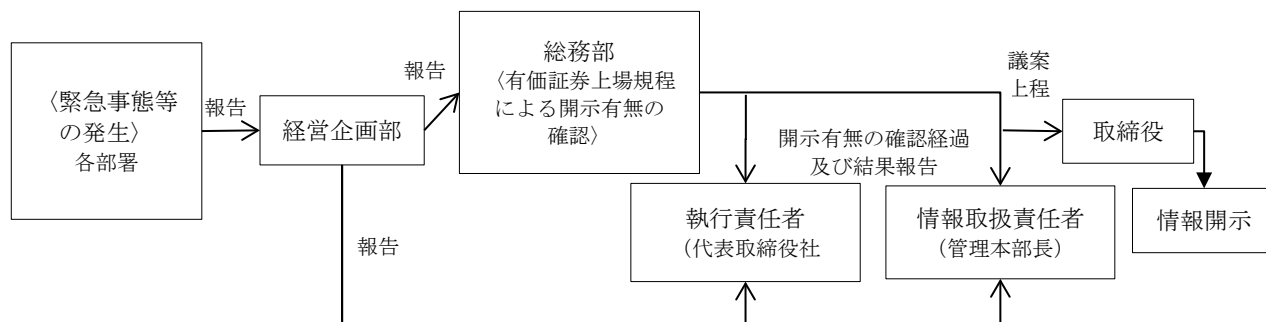 〈緊急事態等
の発生〉
各部署
報告
経営企画部
報告
総務部
〈有価証券上場規程
による開示有無の
確認〉
議案
上程
取締役
情報開示
開示有無の確認経過
及び結果報告
執行責任者
(代表取締役社
情報取扱責任者
(管理本部長)
報告